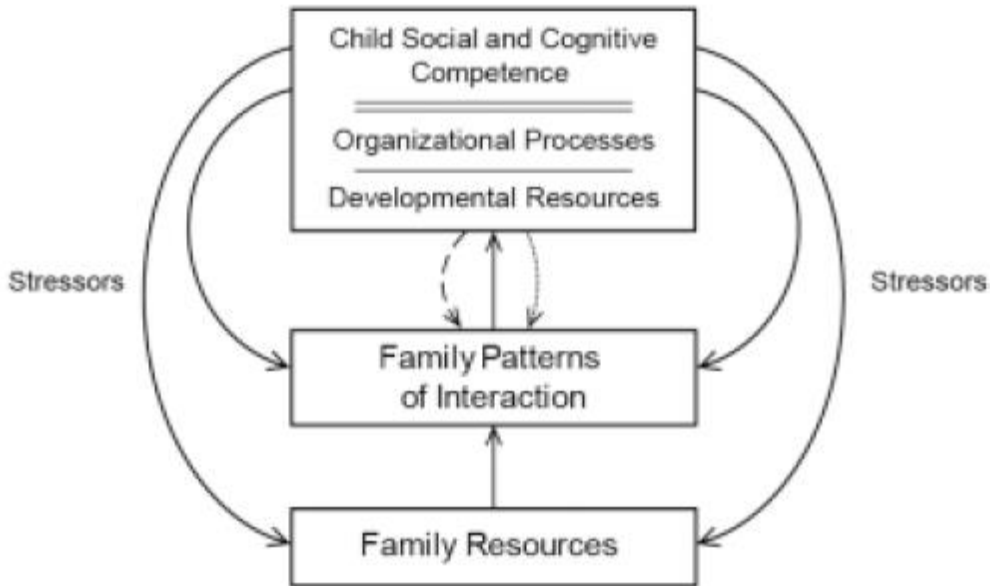 Child Social and Cognitive
Competence
Organizational Processes
Developmental Resources
Stressors
Stressors
Family Patterns
of Interaction
Family Resources